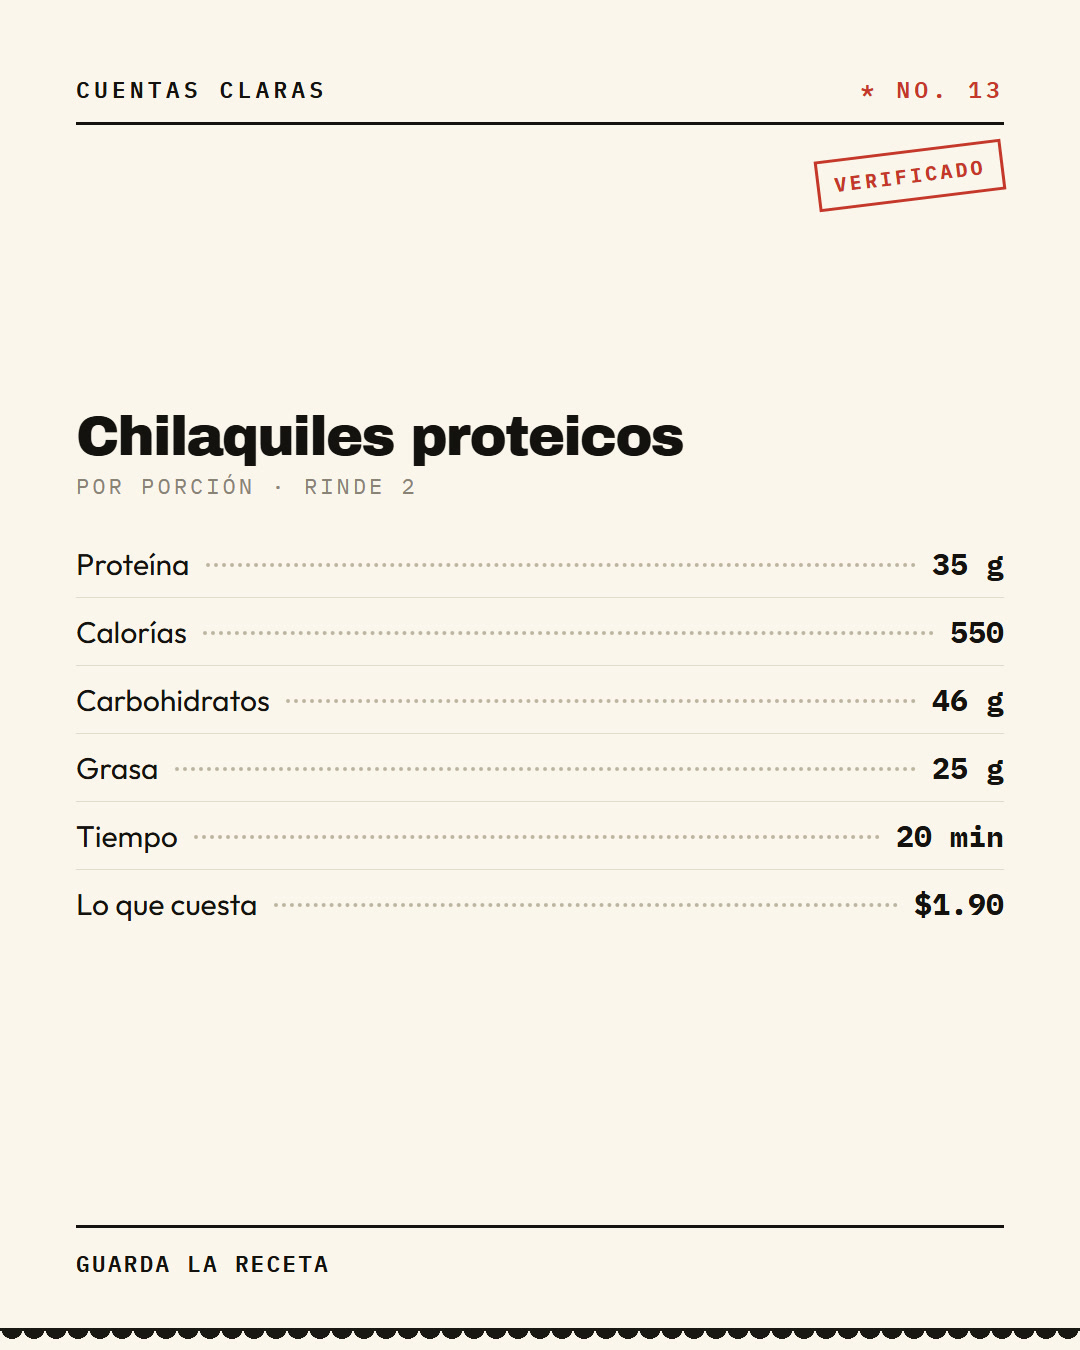 CUENTAS CLARAS
* NO. 13
VERIFICADO
Chilaquiles proteicos
POR PORCIÓN · RINDE 2
Proteína 35 g
Calorías 550
Carbohidratos 46 g
Grasa 25 g
Tiempo 20 min
Lo que cuesta $1.90
GUARDA LA RECETA